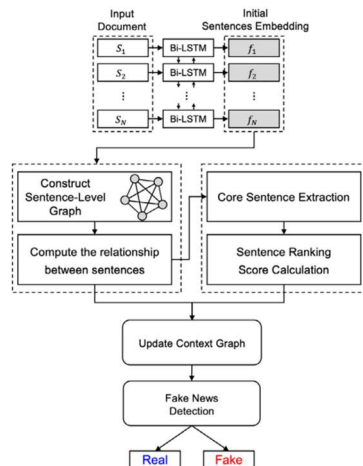 Input
Document
Initial
Sentences Embedding
S₁
Bi-LSTM
f₁
S₂
Bi-LSTM
f₂
⋮
⋮
⋮
S_N
Bi-LSTM
f_N
Construct
Sentence-Level
Graph
Core Sentence Extraction
Compute the relationship
between sentences
Sentence Ranking
Score Calculation
Update Context Graph
Fake News
Detection
Real
Fake